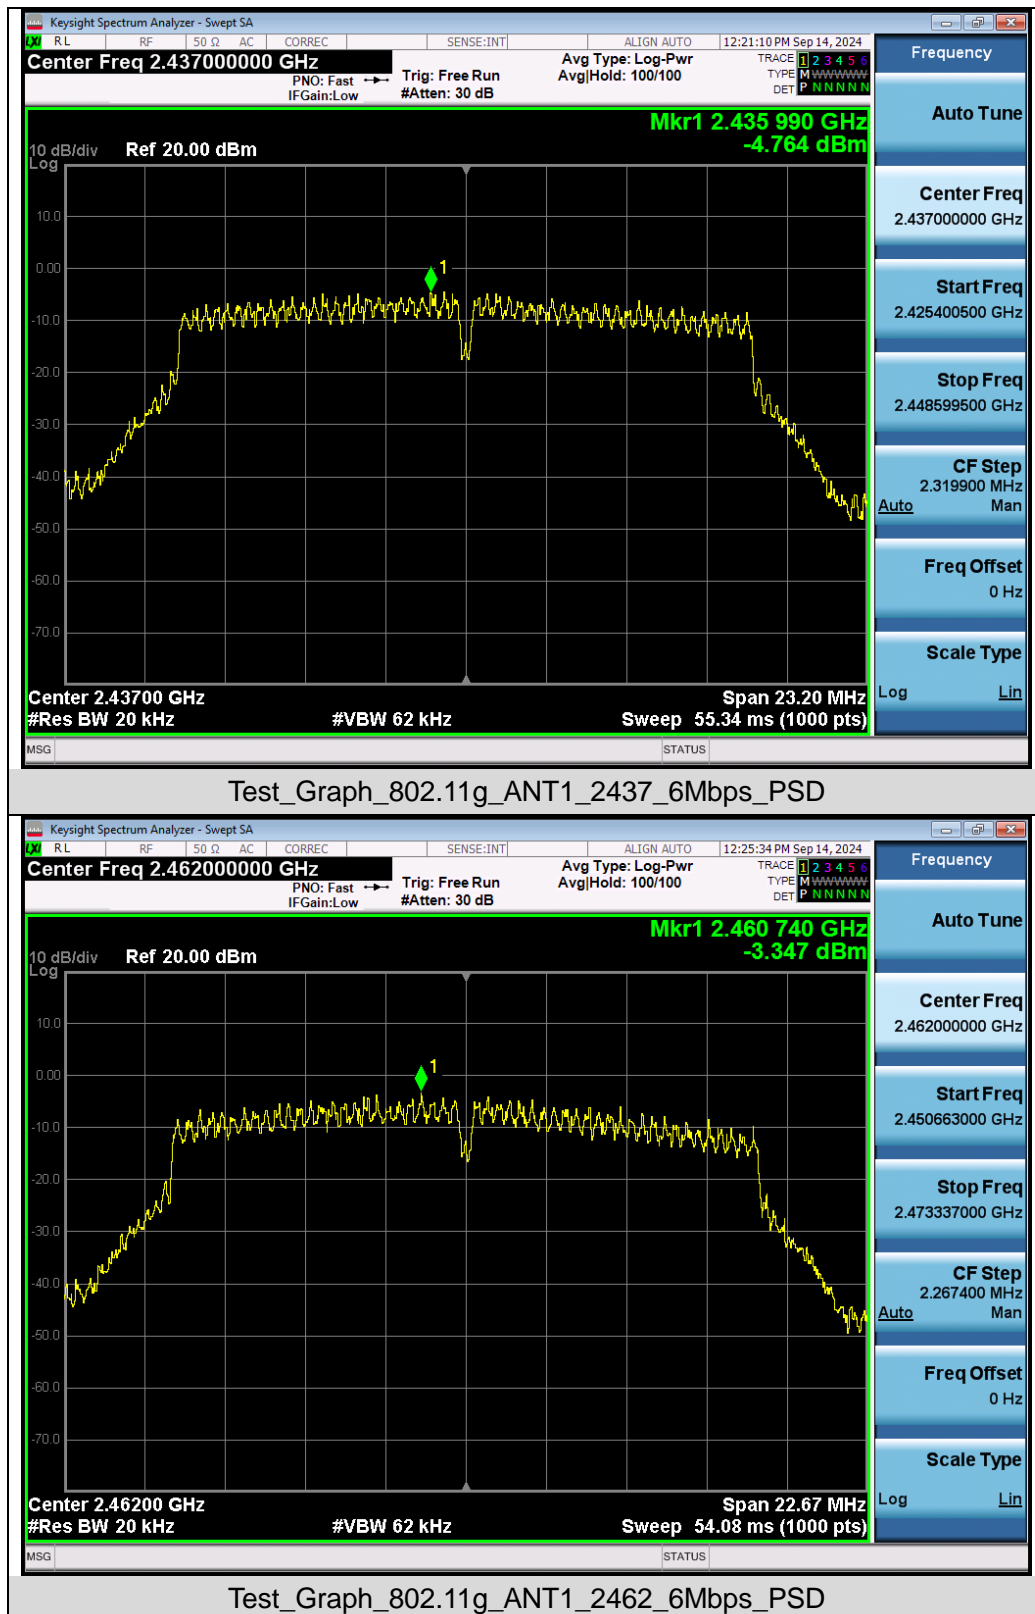 Keysight Spectrum Analyzer - Swept SA
LXI RL RF 50 Ω AC CORREC SENSE:INT ALIGN AUTO 12:21:10 PM Sep 14, 2024
Center Freq 2.437000000 GHz
PNO: Fast
IFGain:Low
Trig: Free Run
#Atten: 30 dB
Avg Type: Log-Pwr
Avg|Hold: 100/100
TRACE 1 2 3 4 5 6
TYPE M WWWWW
DET P N N N N N
Mkr1 2.435 990 GHz
-4.764 dBm
10 dB/div Ref 20.00 dBm
Log
10.0
0.00
-10.0
-20.0
-30.0
-40.0
-50.0
-60.0
-70.0
1
Center 2.43700 GHz Span 23.20 MHz
#Res BW 20 kHz #VBW 62 kHz Sweep 55.34 ms (1000 pts)
MSG STATUS
Frequency
Auto Tune
Center Freq
2.437000000 GHz
Start Freq
2.425400500 GHz
Stop Freq
2.448599500 GHz
CF Step
2.319900 MHz
Auto Man
Freq Offset
0 Hz
Scale Type
Log Lin
Test_Graph_802.11g_ANT1_2437_6Mbps_PSD
Keysight Spectrum Analyzer - Swept SA
LXI RL RF 50 Ω AC CORREC SENSE:INT ALIGN AUTO 12:25:34 PM Sep 14, 2024
Center Freq 2.462000000 GHz
PNO: Fast
IFGain:Low
Trig: Free Run
#Atten: 30 dB
Avg Type: Log-Pwr
Avg|Hold: 100/100
TRACE 1 2 3 4 5 6
TYPE M WWWWW
DET P N N N N N
Mkr1 2.460 740 GHz
-3.347 dBm
10 dB/div Ref 20.00 dBm
Log
10.0
0.00
-10.0
-20.0
-30.0
-40.0
-50.0
-60.0
-70.0
1
Center 2.46200 GHz Span 22.67 MHz
#Res BW 20 kHz #VBW 62 kHz Sweep 54.08 ms (1000 pts)
MSG STATUS
Frequency
Auto Tune
Center Freq
2.462000000 GHz
Start Freq
2.450663000 GHz
Stop Freq
2.473337000 GHz
CF Step
2.267400 MHz
Auto Man
Freq Offset
0 Hz
Scale Type
Log Lin
Test_Graph_802.11g_ANT1_2462_6Mbps_PSD